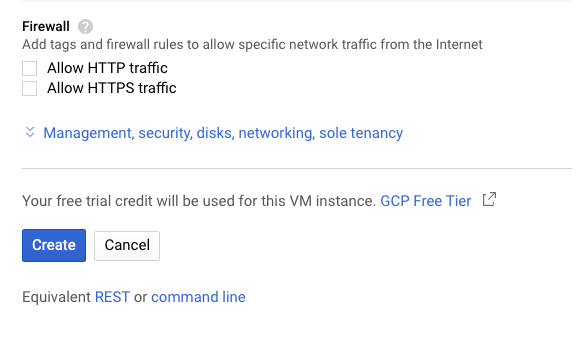 Firewall ?
Add tags and firewall rules to allow specific network traffic from the Internet
Allow HTTP traffic
Allow HTTPS traffic
Management, security, disks, networking, sole tenancy
Your free trial credit will be used for this VM instance. GCP Free Tier
Create Cancel
Equivalent REST or command line